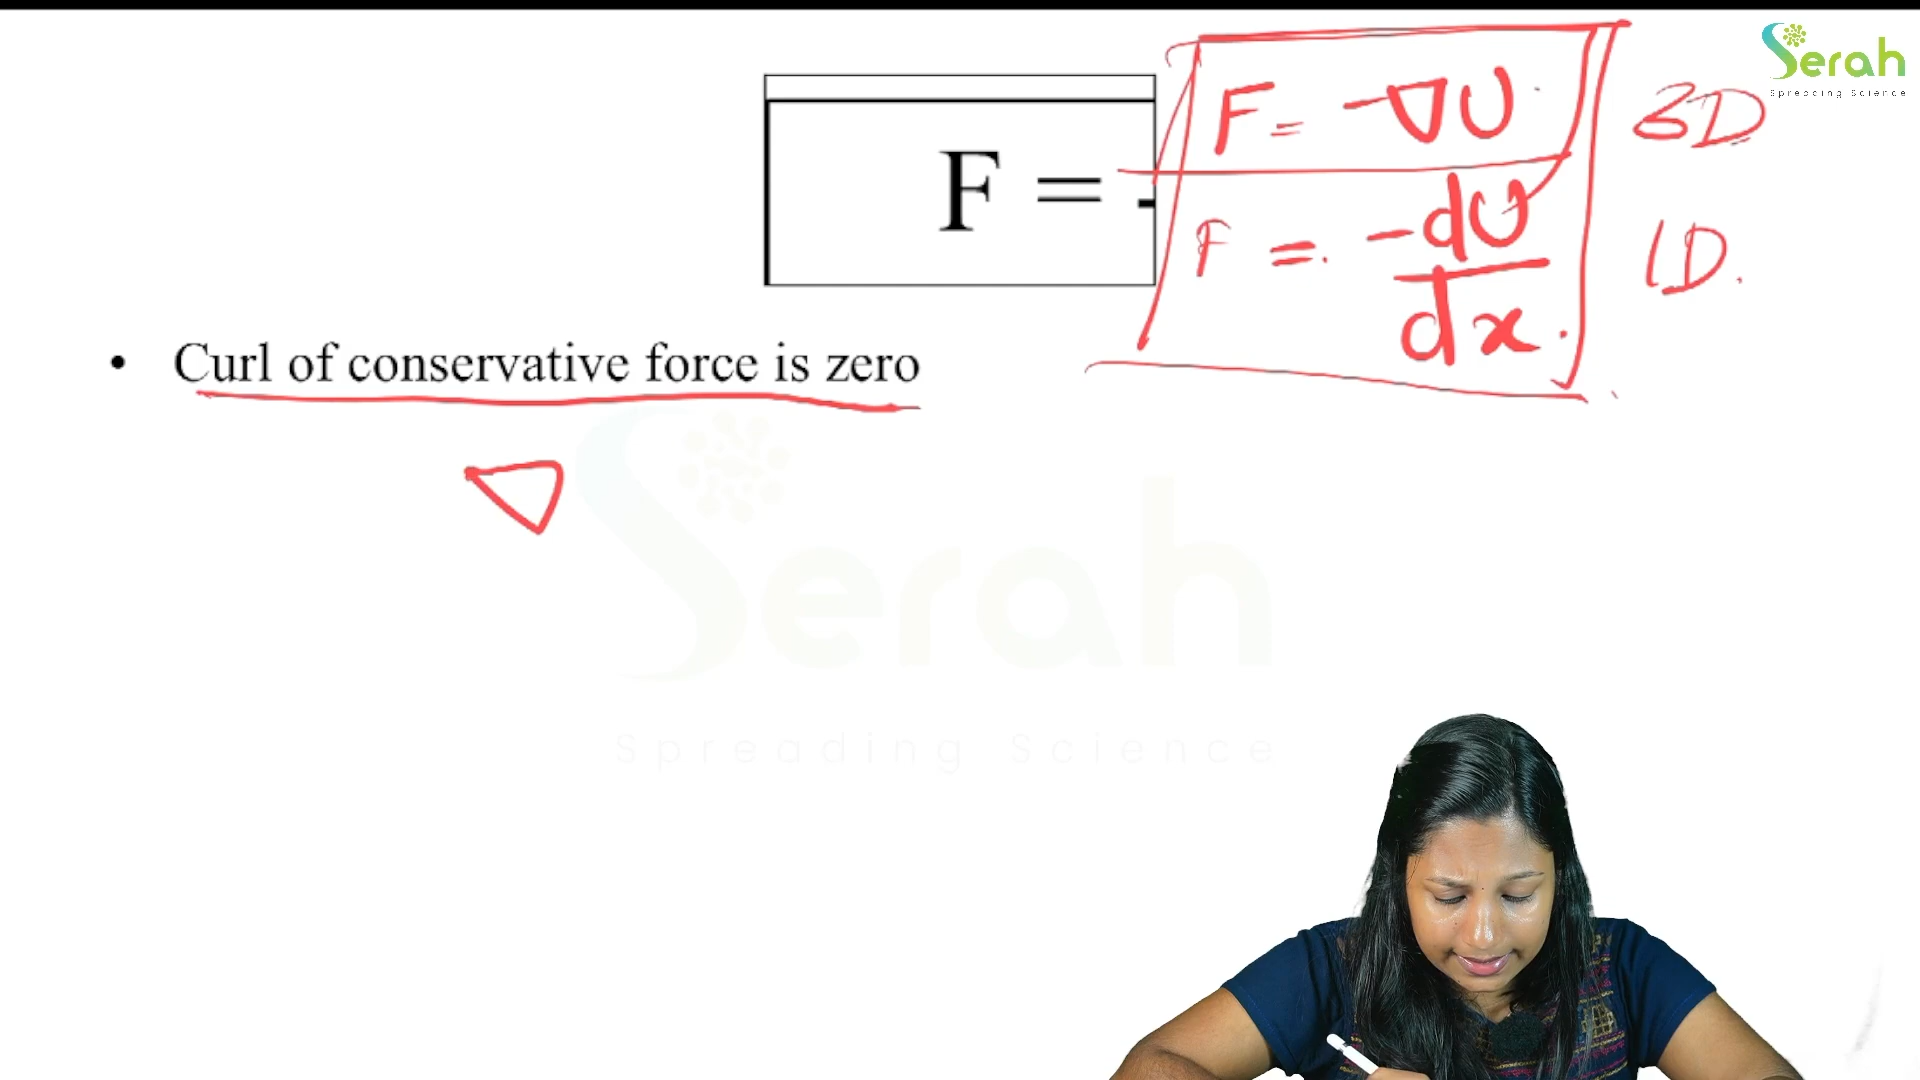 Serah
Spreading Science
F = -∇U
3D
F = -
F = -dU/dx
1D.
• Curl of conservative force is zero
∇
Serah
Spreading Science